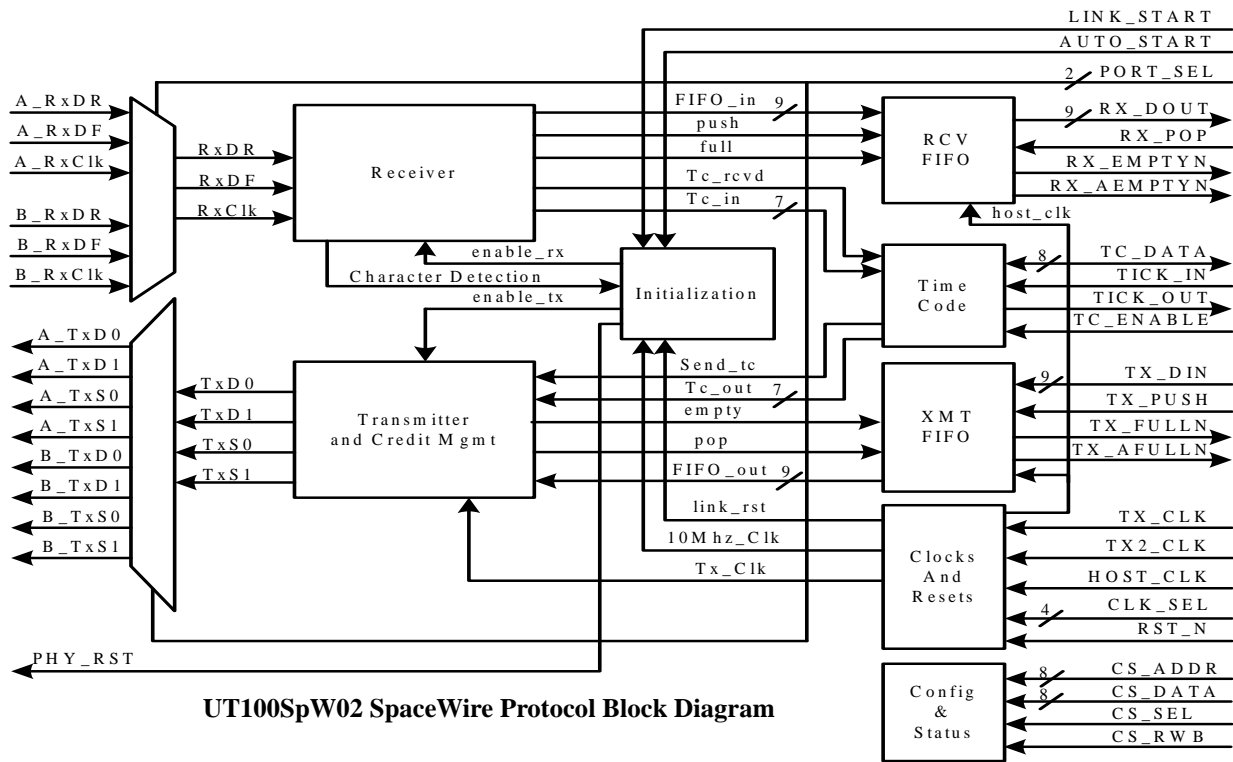 LINK_START
AUTO_START
2 PORT_SEL
A_RxDR
A_RxDF
A_RxClk
B_RxDR
B_RxDF
B_RxClk
RxDR
RxDF
RxClk
Receiver
FIFO_in 9
push
full
Tc_rcvd
Tc_in 7
RCV
FIFO
9 RX_DOUT
RX_POP
RX_EMPTYN
RX_AEMPTYN
host_clk
enable_rx
Character Detection
enable_tx
Initialization
Time
Code
8 TC_DATA
TICK_IN
TICK_OUT
TC_ENABLE
A_TxD0
A_TxD1
A_TxS0
A_TxS1
B_TxD0
B_TxD1
B_TxS0
B_TxS1
TxD0
TxD1
TxS0
TxS1
Transmitter
and Credit Mgmt
Send_tc
Tc_out 7
empty
pop
FIFO_out 9
XMT
FIFO
9 TX_DIN
TX_PUSH
TX_FULLN
TX_AFULLN
link_rst
10Mhz_Clk
Tx_Clk
Clocks
And
Resets
TX_CLK
TX2_CLK
HOST_CLK
4 CLK_SEL
RST_N
PHY_RST
Config
&
Status
8 CS_ADDR
8 CS_DATA
CS_SEL
CS_RWB
UT100SpW02 SpaceWire Protocol Block Diagram